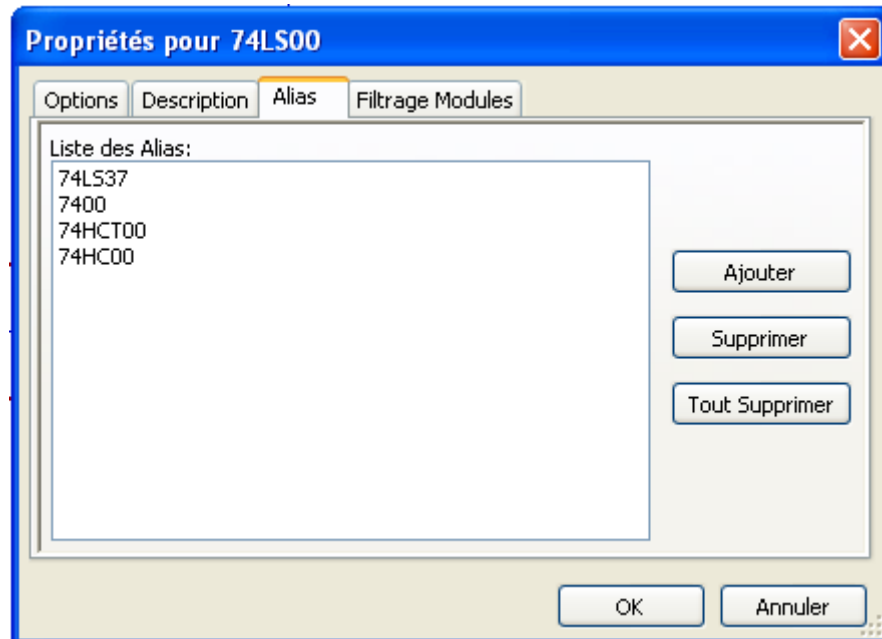 Propriétés pour 74LS00
Options Description Alias Filtrage Modules
Liste des Alias:
74LS37
7400
74HCT00
74HC00
Ajouter
Supprimer
Tout Supprimer
OK Annuler